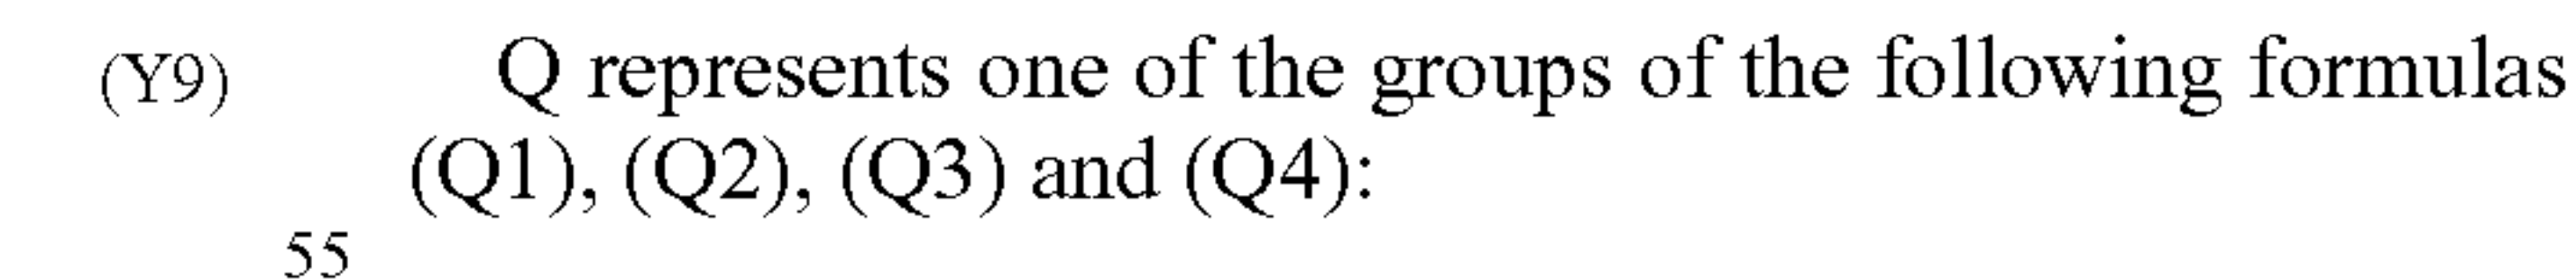 (Y9) Q represents one of the groups of the following formulas
(Q1), (Q2), (Q3) and (Q4):
55